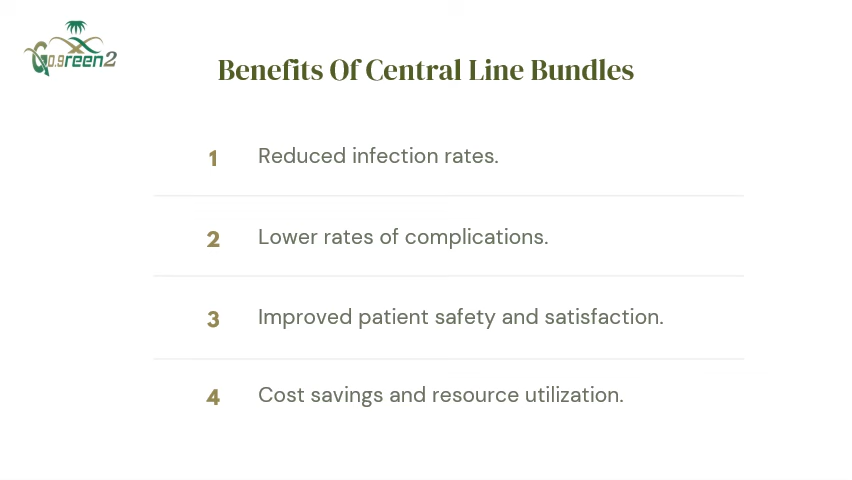 Go.green2
Benefits Of Central Line Bundles
1 Reduced infection rates.
2 Lower rates of complications.
3 Improved patient safety and satisfaction.
4 Cost savings and resource utilization.